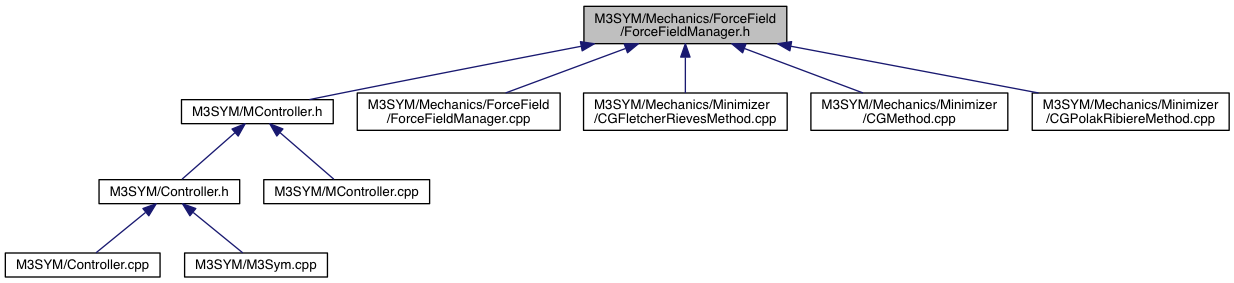 M3SYM/Mechanics/ForceField
/ForceFieldManager.h
M3SYM/MController.h
M3SYM/Mechanics/ForceField
/ForceFieldManager.cpp
M3SYM/Mechanics/Minimizer
/CGFletcherRievesMethod.cpp
M3SYM/Mechanics/Minimizer
/CGMethod.cpp
M3SYM/Mechanics/Minimizer
/CGPolakRibiereMethod.cpp
M3SYM/Controller.h
M3SYM/MController.cpp
M3SYM/Controller.cpp
M3SYM/M3Sym.cpp